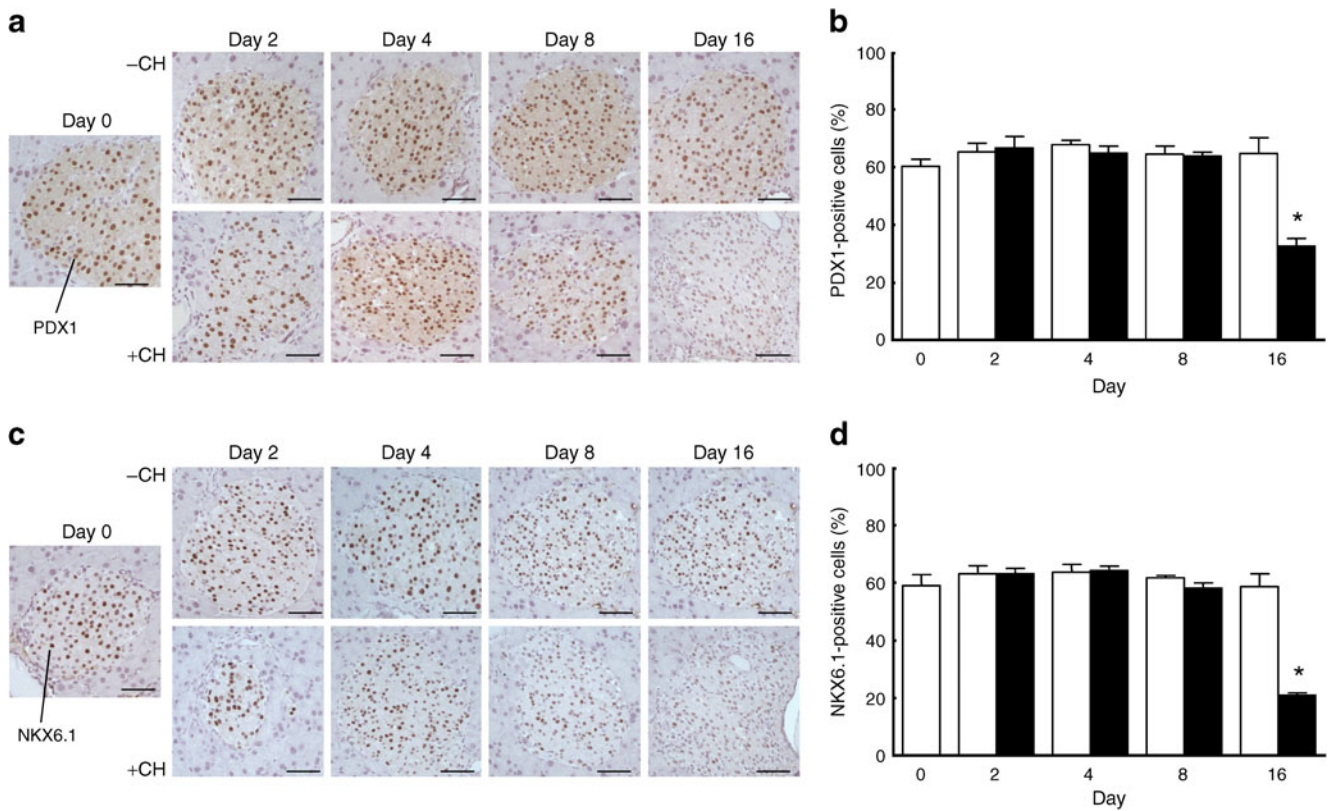 a
Day 2 Day 4 Day 8 Day 16
−CH
Day 0
PDX1
+CH
b
100
80
60
40
20
0
PDX1-positive cells (%)
*
0 2 4 8 16
Day
c
Day 2 Day 4 Day 8 Day 16
−CH
Day 0
NKX6.1
+CH
d
100
80
60
40
20
0
NKX6.1-positive cells (%)
*
0 2 4 8 16
Day